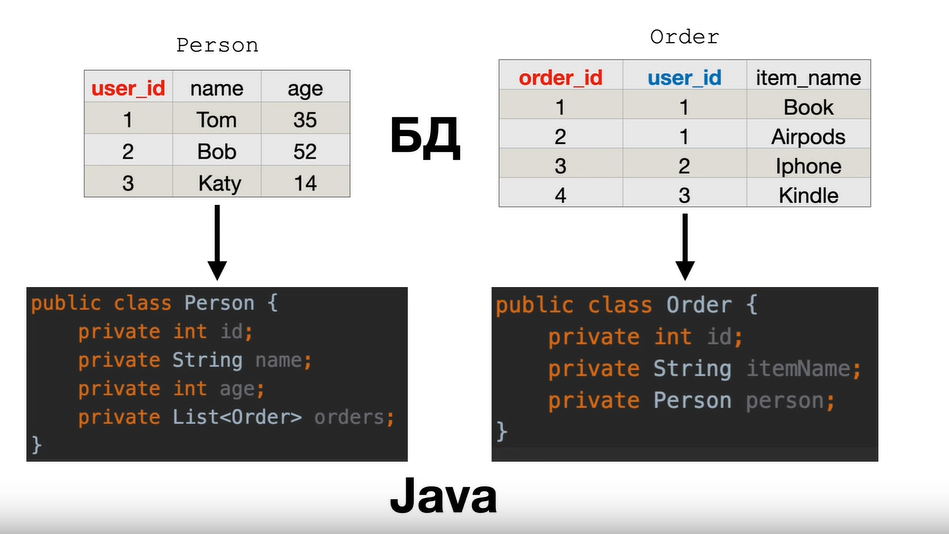 Person
user_id name age
1 Tom 35
2 Bob 52
3 Katy 14
БД
Order
order_id user_id item_name
1 1 Book
2 1 Airpods
3 2 Iphone
4 3 Kindle
public class Person {
private int id;
private String name;
private int age;
private List<Order> orders;
}
public class Order {
private int id;
private String itemName;
private Person person;
}
Java